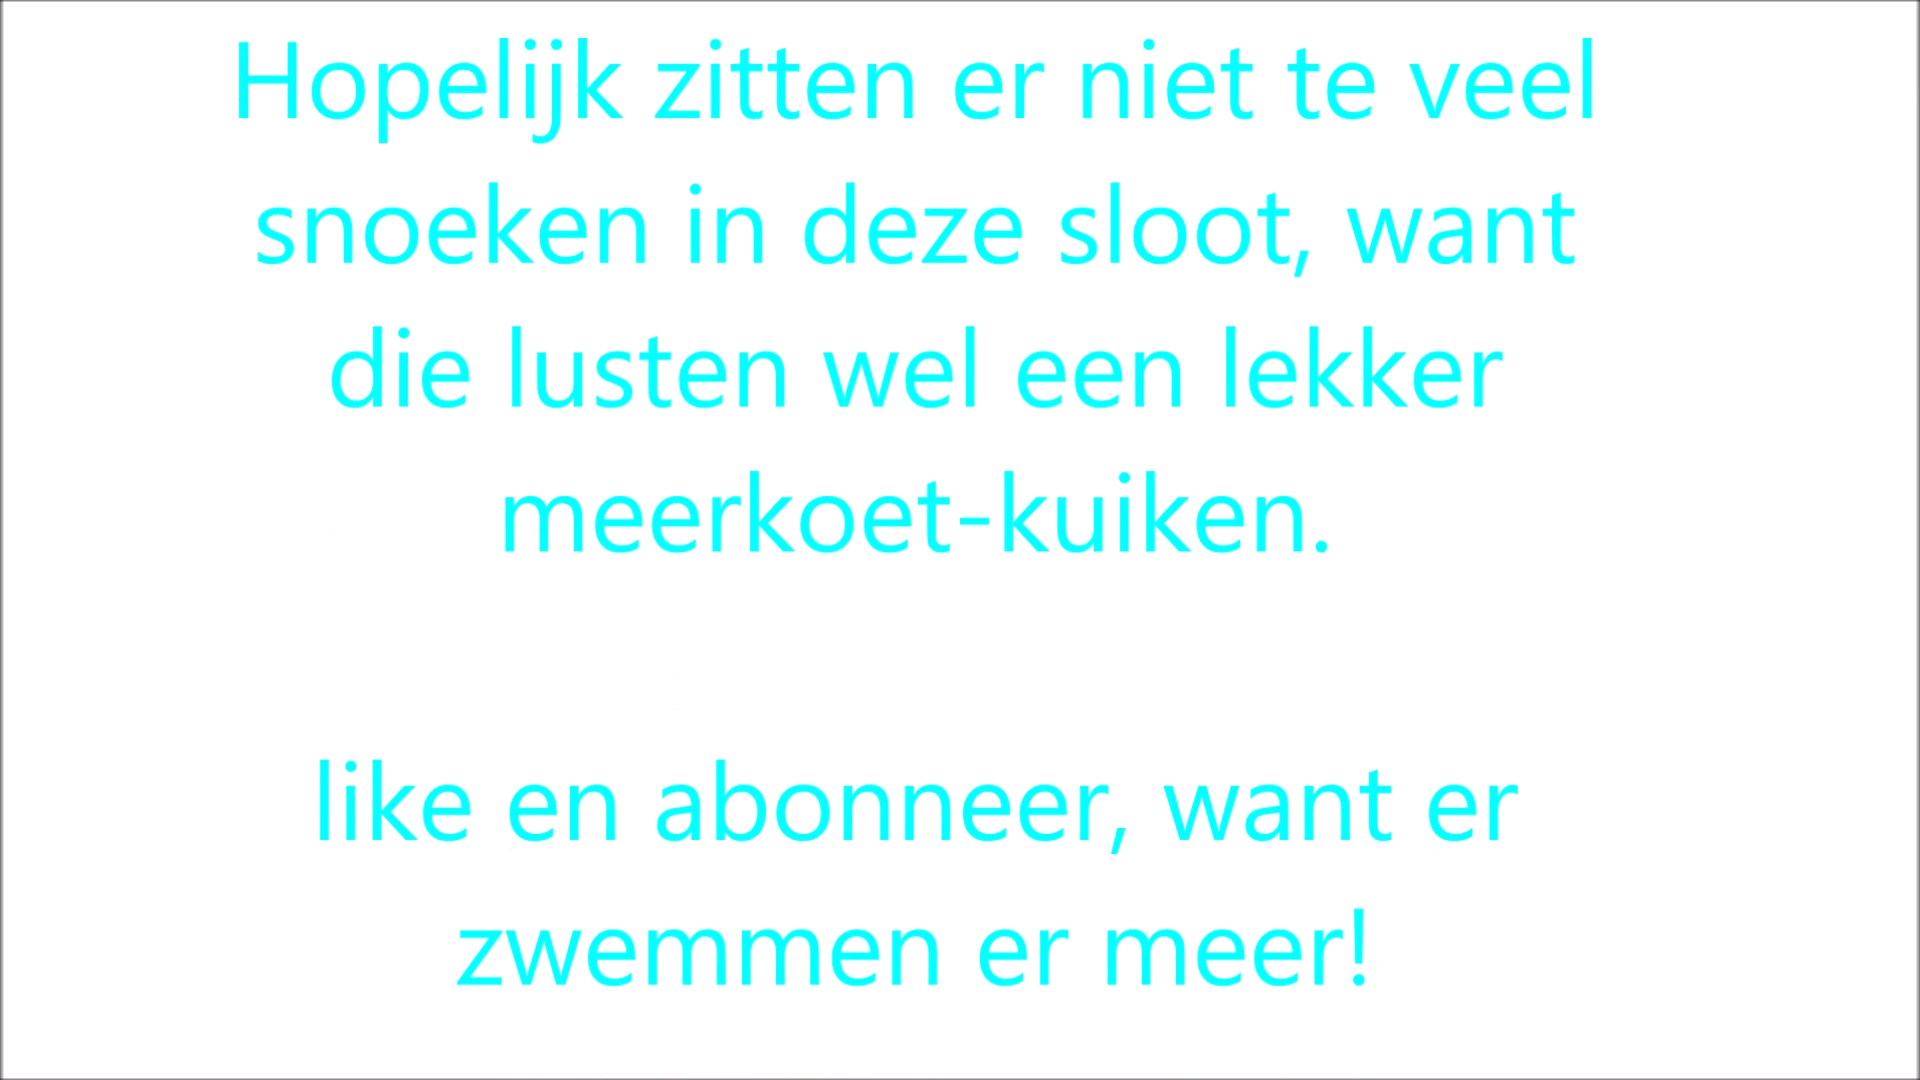 Hopelijk zitten er niet te veel
snoeken in deze sloot, want
die lusten wel een lekker
meerkoet-kuiken.
like en abonneer, want er
zwemmen er meer!